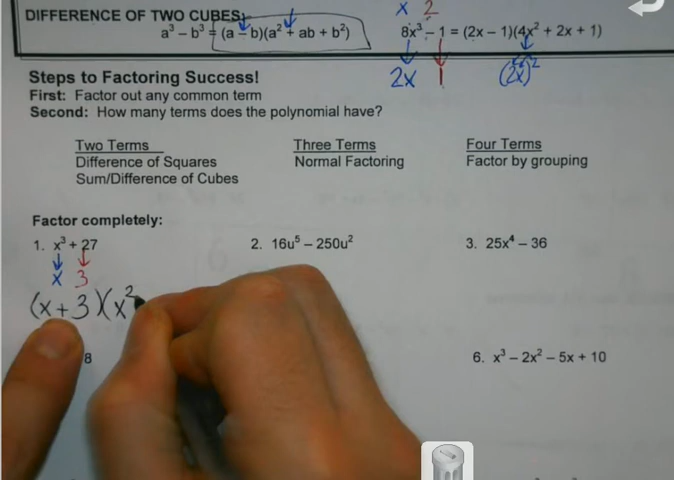 DIFFERENCE OF TWO CUBES:
a³ – b³ = (a – b)(a² + ab + b²)
x 2
8x³ – 1 = (2x – 1)(4x² + 2x + 1)
2x 1 (2x)²
Steps to Factoring Success!
First: Factor out any common term
Second: How many terms does the polynomial have?
Two Terms Three Terms Four Terms
Difference of Squares Normal Factoring Factor by grouping
Sum/Difference of Cubes
Factor completely:
1. x³ + 27 2. 16u⁵ – 250u² 3. 25x⁴ – 36
x 3
(x+3)(x²
8 6. x³ – 2x² – 5x + 10